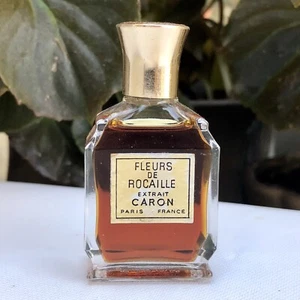 FLEURS
DE
ROCAILLE
EXTRAIT
CARON
PARIS FRANCE